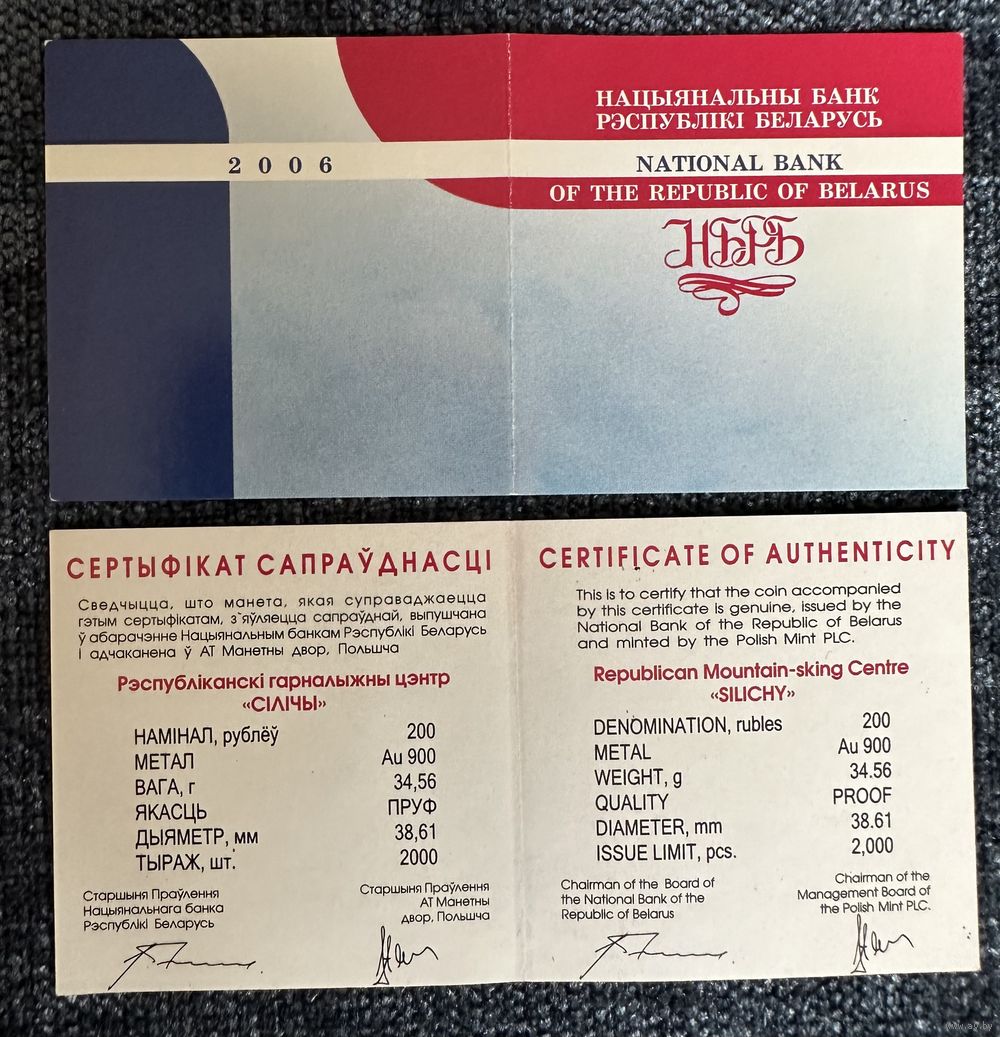 НАЦЫЯНАЛЬНЫ БАНК
РЭСПУБЛІКІ БЕЛАРУСЬ
2006
NATIONAL BANK
OF THE REPUBLIC OF BELARUS
НБРБ
СЕРТЫФІКАТ САПРАЎДНАСЦІ
Сведчыцца, што манета, якая суправаджаецца
гэтым сертыфікатам, з`яўляецца сапраўднай, выпушчана
ў абарачэнне Нацыянальным банкам Рэспублікі Беларусь
і адчаканена ў АТ Манетны двор, Польшча
Рэспубліканскі гарналыжны цэнтр
«СІЛІЧЫ»
НАМІНАЛ, рублёў 200
МЕТАЛ Au 900
ВАГА, г 34,56
ЯКАСЦЬ ПРУФ
ДЫЯМЕТР, мм 38,61
ТЫРАЖ, шт. 2000
Старшыня Праўлення
Нацыянальнага банка
Рэспублікі Беларусь
Старшыня Праўлення
АТ Манетны
двор, Польшча
CERTIFICATE OF AUTHENTICITY
This is to certify that the coin accompanied
by this certificate is genuine, issued by the
National Bank of the Republic of Belarus
and minted by the Polish Mint PLC.
Republican Mountain-sking Centre
«SILICHY»
DENOMINATION, rubles 200
METAL Au 900
WEIGHT, g 34.56
QUALITY PROOF
DIAMETER, mm 38.61
ISSUE LIMIT, pcs. 2,000
Chairman of the Board of
the National Bank of the
Republic of Belarus
Chairman of the
Management Board of
the Polish Mint PLC.
www.ay.by